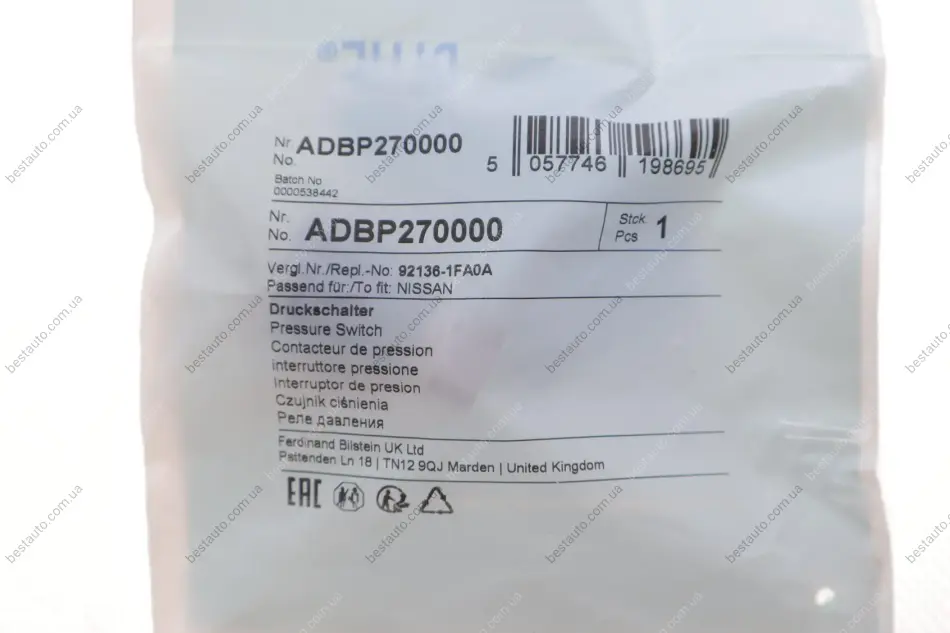 Nr. ADBP270000
No.
5 057746 198695
Batch No
0000538442
Nr. ADBP270000
No.
Stck 1
Pcs
Vergl.Nr./Repl.-No: 92136-1FA0A
Passend für:/To fit: NISSAN
Druckschalter
Pressure Switch
Contacteur de pression
interruttore pressione
Interruptor de presion
Czujnik ciśnienia
Реле давления
Ferdinand Bilstein UK Ltd
Pattenden Ln 18 | TN12 9QJ Marden | United Kingdom
EAC
bestauto.com.ua